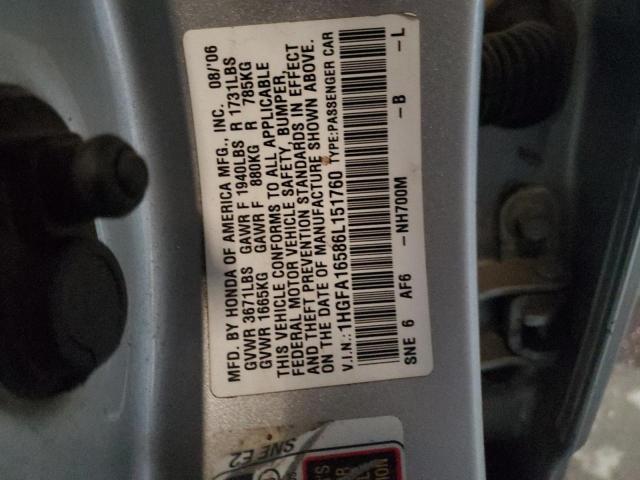 MFD. BY HONDA OF AMERICA MFG., INC. 08/'06
GVWR 3671LBS GAWR F 1940LBS R 1731LBS
GVWR 1665KG GAWR F 880KG R 785KG
THIS VEHICLE CONFORMS TO ALL APPLICABLE
FEDERAL MOTOR VEHICLE SAFETY, BUMPER,
AND THEFT PREVENTION STANDARDS IN EFFECT
ON THE DATE OF MANUFACTURE SHOWN ABOVE.
V.I.N.: 1HGFA16586L151760 TYPE:PASSENGER CAR
SNE 6 AF6 -NH700M -B -L
SNE E2